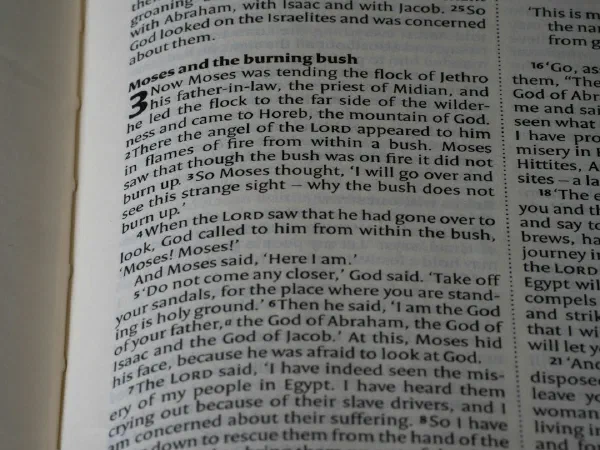 groaning
with Abraham, with Isaac and with Jacob. 25So
God looked on the Israelites and was concerned
about them.
Moses and the burning bush
3 Now Moses was tending the flock of Jethro
his father-in-law, the priest of Midian, and
he led the flock to the far side of the wilder-
ness and came to Horeb, the mountain of God.
2There the angel of the LORD appeared to him
in flames of fire from within a bush. Moses
saw that though the bush was on fire it did not
burn up. 3So Moses thought, 'I will go over and
see this strange sight – why the bush does not
burn up.'
4When the LORD saw that he had gone over to
look, God called to him from within the bush,
'Moses! Moses!'
And Moses said, 'Here I am.'
5'Do not come any closer,' God said. 'Take off
your sandals, for the place where you are stand-
ing is holy ground.' 6Then he said, 'I am the God
of your father,a the God of Abraham, the God of
Isaac and the God of Jacob.' At this, Moses hid
his face, because he was afraid to look at God.
7The LORD said, 'I have indeed seen the mis-
ery of my people in Egypt. I have heard them
crying out because of their slave drivers, and I
am concerned about their suffering. 8So I have
down to rescue them from the hand of the
'This is m
the nam
from g
16'Go, as
them, "The
God of Abr
me and sai
seen what
I have pro
misery in
Hittites, A
sites – a la
18'The e
you and th
and say to
brews, ha
journey in
the LORD
Egypt will
compels
and strik
that I wi
will let y
21'And
disposed
leave yo
woman
living in
and for